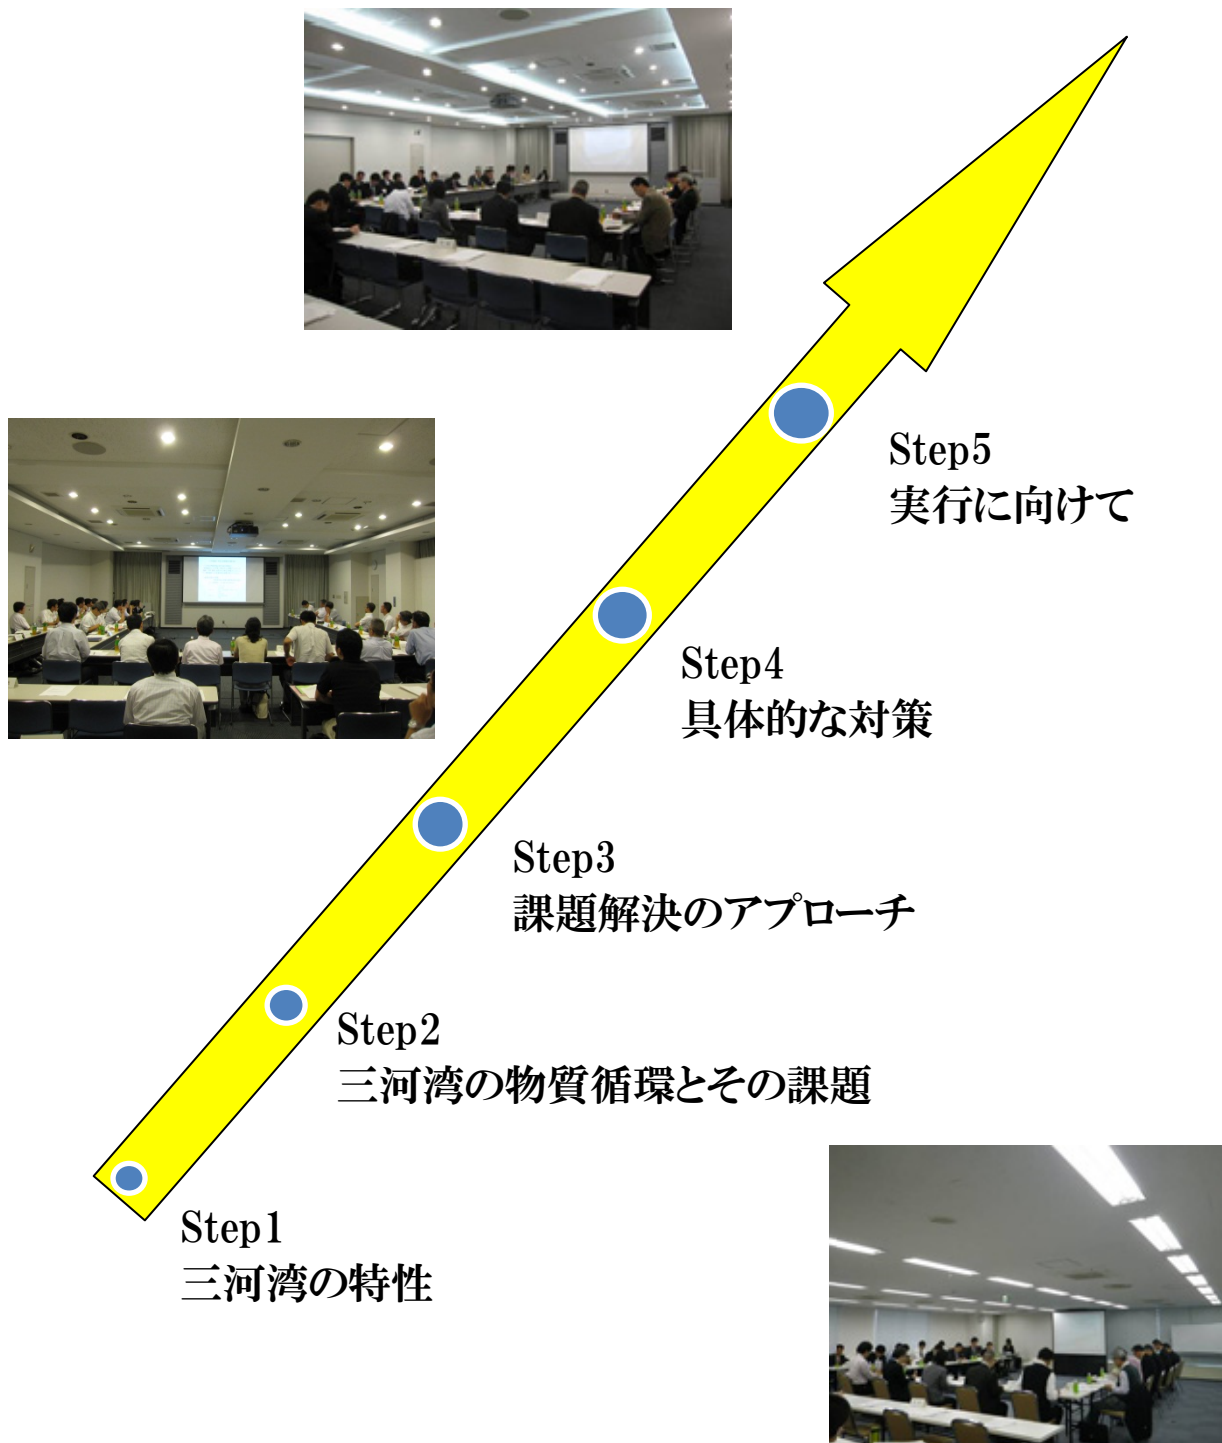 Step5
実行に向けて
Step4
具体的な対策
Step3
課題解決のアプローチ
Step2
三河湾の物質循環とその課題
Step1
三河湾の特性